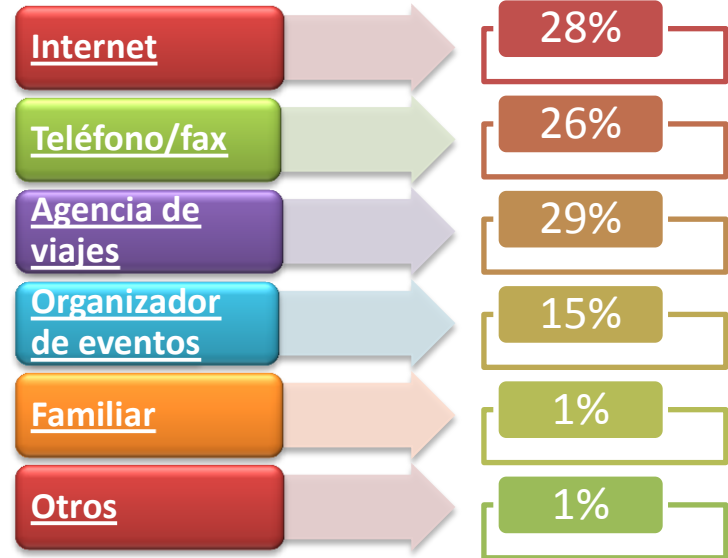 Internet
28%
Teléfono/fax
26%
Agencia de
viajes
29%
Organizador
de eventos
15%
Familiar
1%
Otros
1%